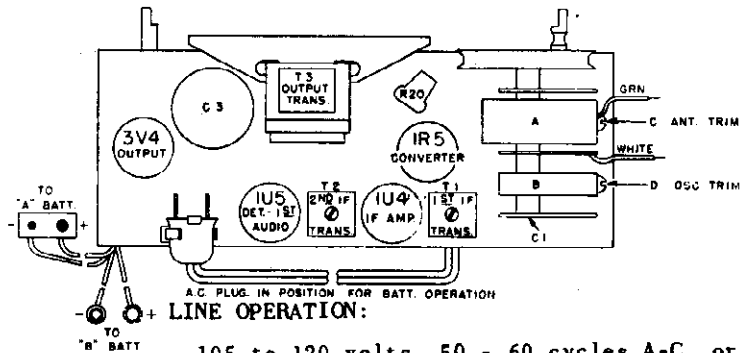 T3
OUTPUT
TRANS.
C3
R20
GRN
A
C ANT. TRIM
3V4
OUTPUT
1R5
CONVERTER
WHITE
TO
"A" BATT.
- +
1U5
DET.-1ST
AUDIO
T2
2ND IF
TRANS.
1U4
IF AMP.
T1
1ST IF
TRANS.
B
D OSC TRIM
C1
A.C. PLUG IN POSITION FOR BATT. OPERATION
- +
TO
"B" BATT
LINE OPERATION:
105 to 120 volts, 50 - 60 cycles A-C, or